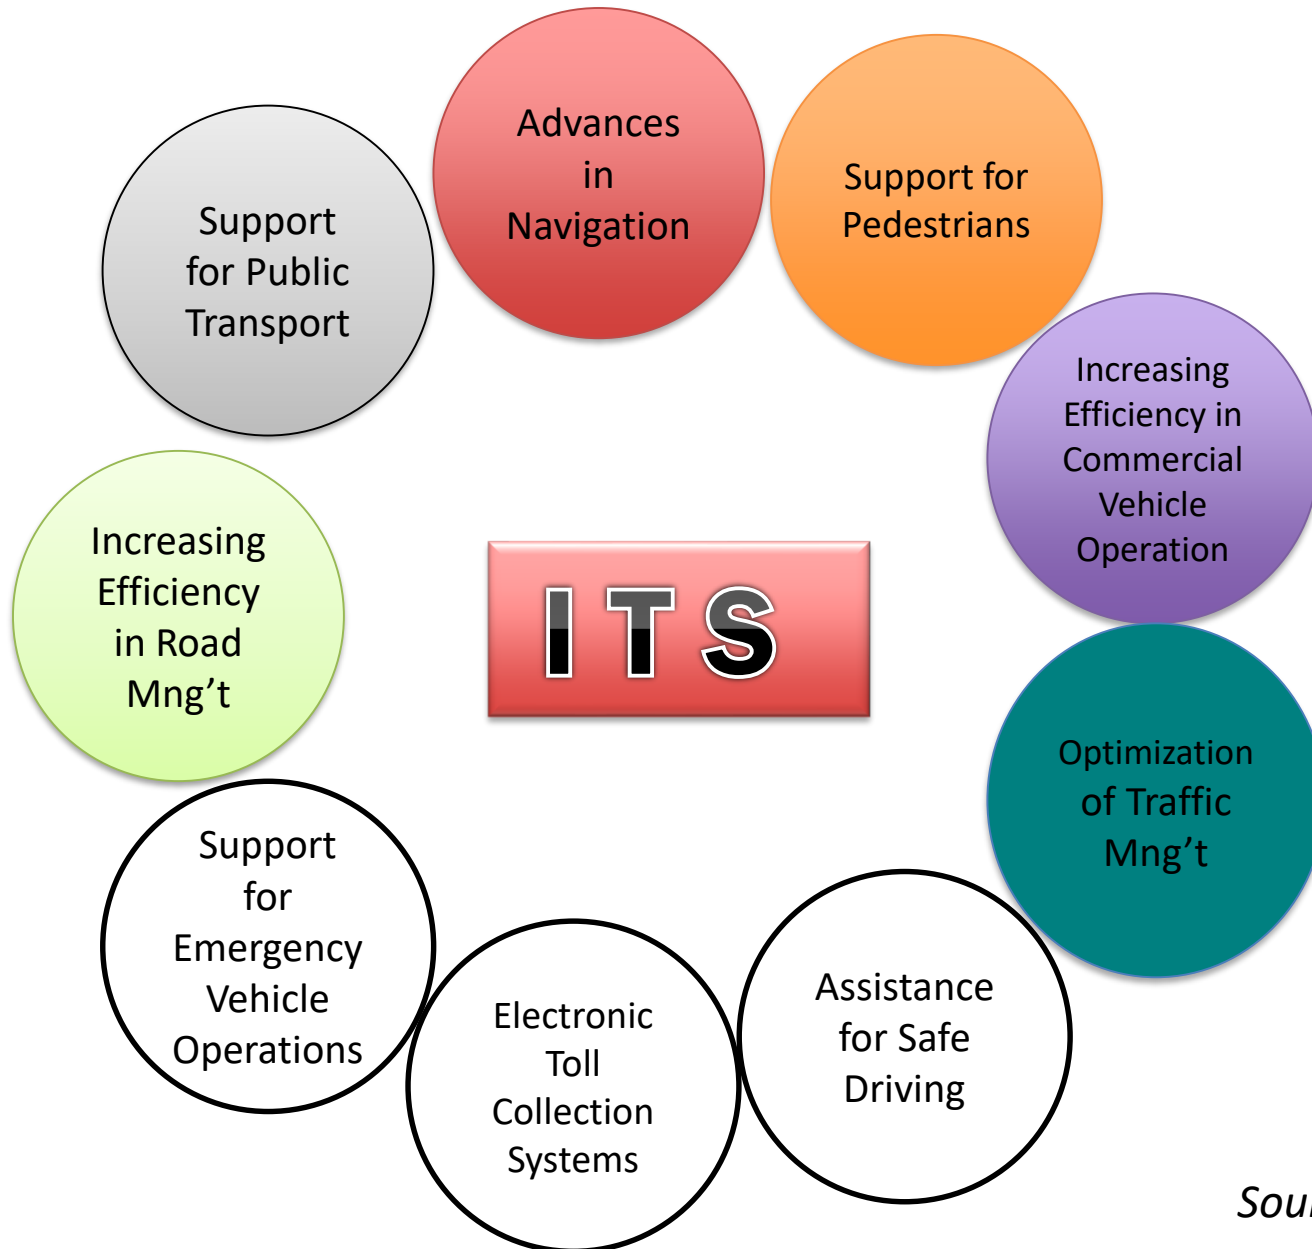 Advances
in
Navigation
Support for
Pedestrians
Increasing
Efficiency in
Commercial
Vehicle
Operation
Optimization
of Traffic
Mng’t
Assistance
for Safe
Driving
Electronic
Toll
Collection
Systems
Support
for
Emergency
Vehicle
Operations
Increasing
Efficiency
in Road
Mng’t
Support
for Public
Transport
ITS